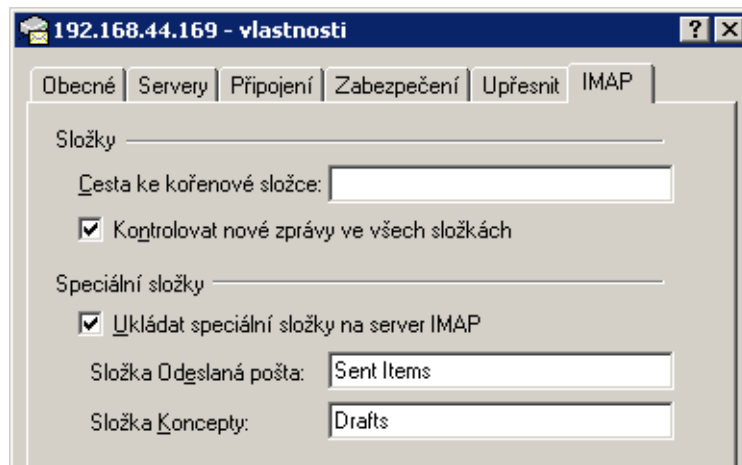 192.168.44.169 - vlastnosti
Obecné Servery Připojení Zabezpečení Upřesnit IMAP
Složky
Cesta ke kořenové složce:
Kontrolovat nové zprávy ve všech složkách
Speciální složky
Ukládat speciální složky na server IMAP
Složka Odeslaná pošta: Sent Items
Složka Koncepty: Drafts